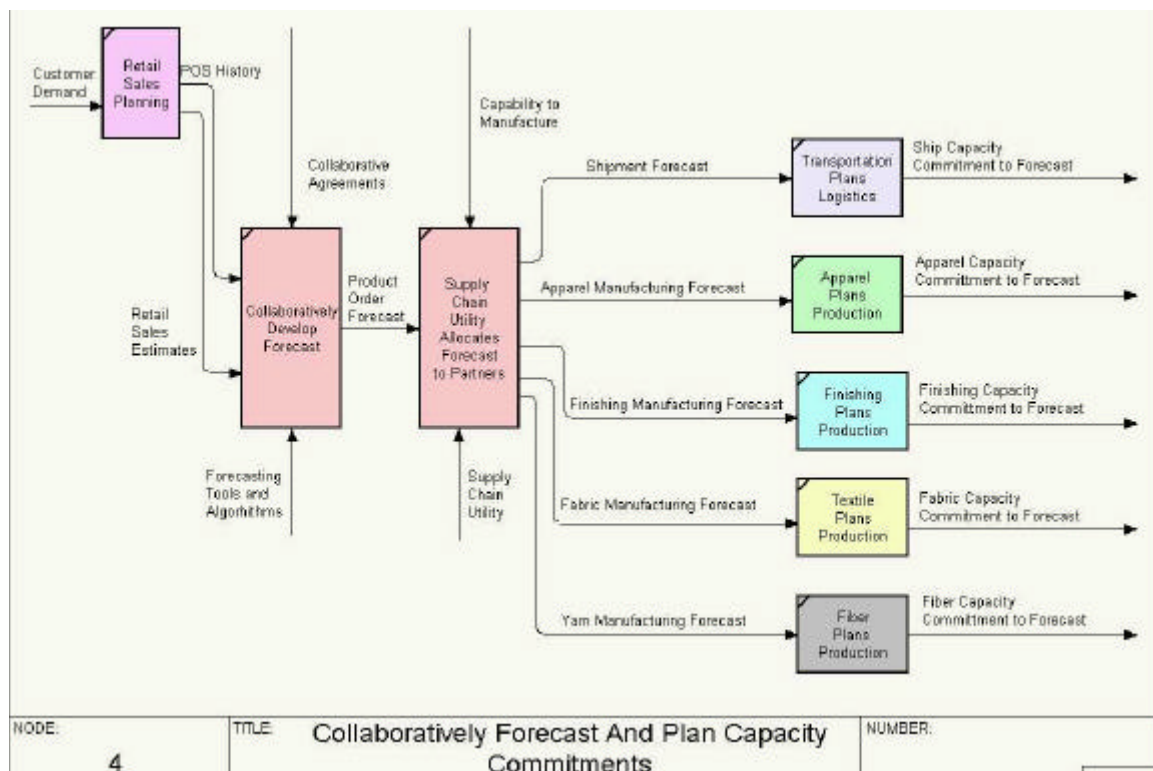 Retail
Sales
Planning
POS History
Customer
Demand
Capability to
Manufacture
Collaborative
Agreements
Shipment Forecast
Transportation
Plans
Logistics
Ship Capacity
Commitment to Forecast
Retail
Sales
Estimates
Collaboratively
Develop
Forecast
Product
Order
Forecast
Supply
Chain
Utility
Allocates
Forecast
to Partners
Apparel Manufacturing Forecast
Apparel
Plans
Production
Apparel Capacity
Commitment to Forecast
Finishing Manufacturing Forecast
Finishing
Plans
Production
Finishing Capacity
Committment to Forecast
Forecasting
Tools and
Algorhithms
Supply
Chain
Utility
Fabric Manufacturing Forecast
Textile
Plans
Production
Fabric Capacity
Committment to Forecast
Yarn Manufacturing Forecast
Fiber
Plans
Production
Fiber Capacity
Committment to Forecast
NODE:
4
TITLE:
Collaboratively Forecast And Plan Capacity
Commitments
NUMBER: